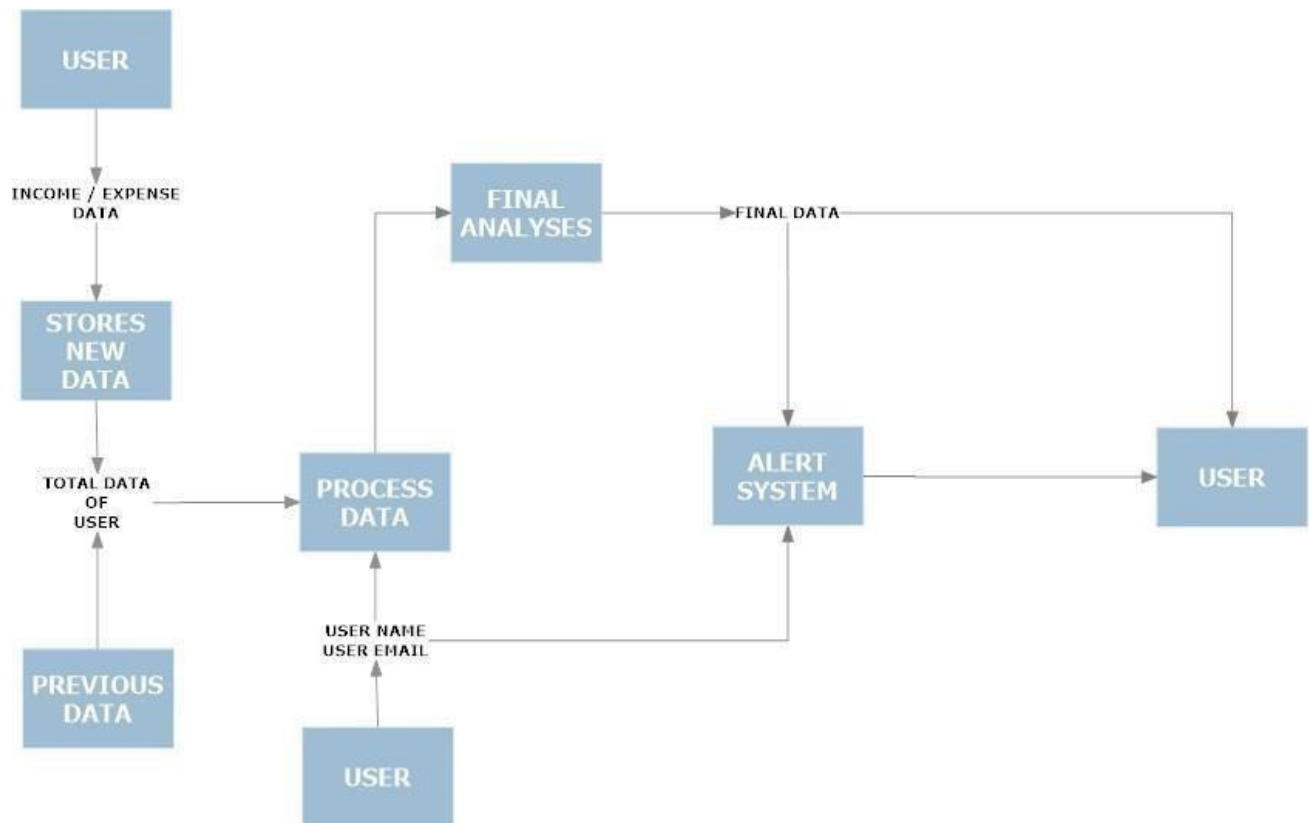 USER
INCOME / EXPENSE
DATA
STORES
NEW
DATA
TOTAL DATA
OF
USER
PREVIOUS
DATA
PROCESS
DATA
USER NAME
USER EMAIL
USER
FINAL
ANALYSES
FINAL DATA
ALERT
SYSTEM
USER